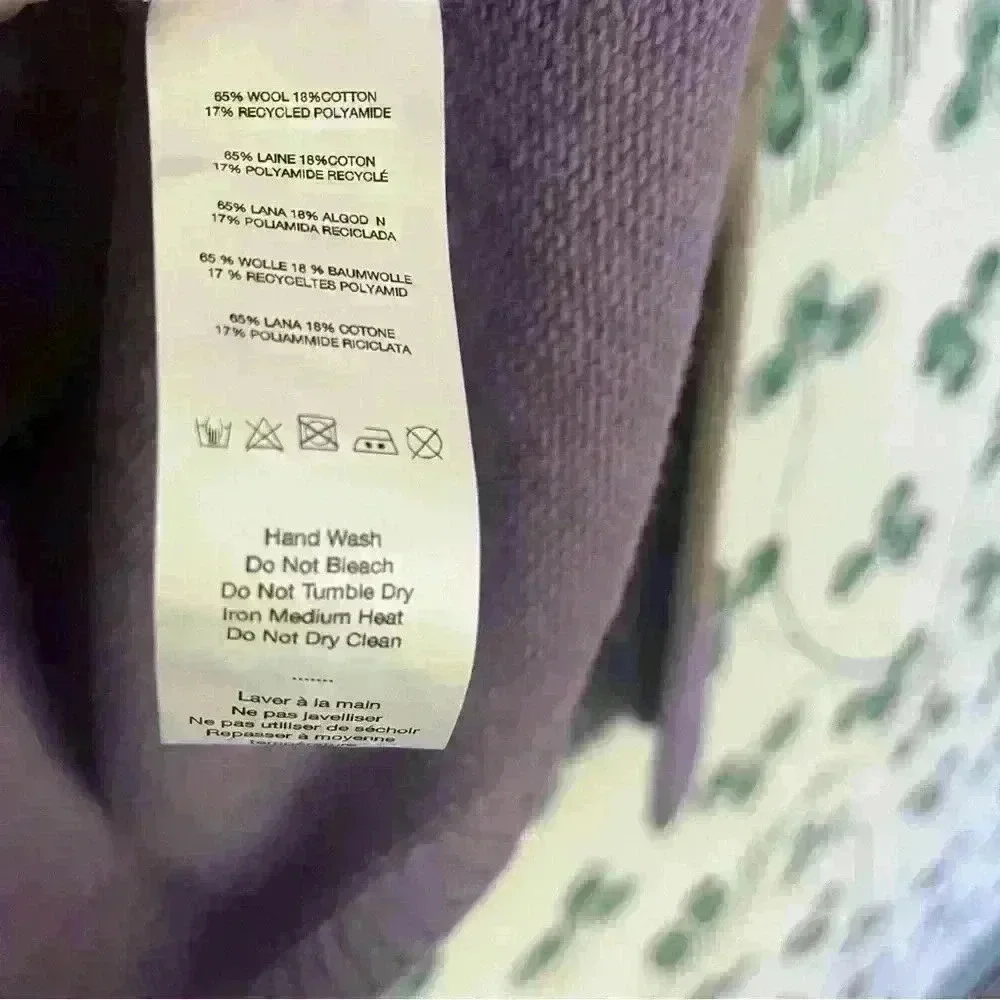 65% WOOL 18%COTTON
17% RECYCLED POLYAMIDE
65% LAINE 18%COTON
17% POLYAMIDE RECYCLÉ
65% LANA 18% ALGOD N
17% POLIAMIDA RECICLADA
65 % WOLLE 18 % BAUMWOLLE
17 % RECYCELTES POLYAMID
65% LANA 18% COTONE
17% POLIAMMIDE RICICLATA
Hand Wash
Do Not Bleach
Do Not Tumble Dry
Iron Medium Heat
Do Not Dry Clean
.......
Laver à la main
Ne pas javelliser
Ne pas utiliser de séchoir
Repasser à moyenne
température